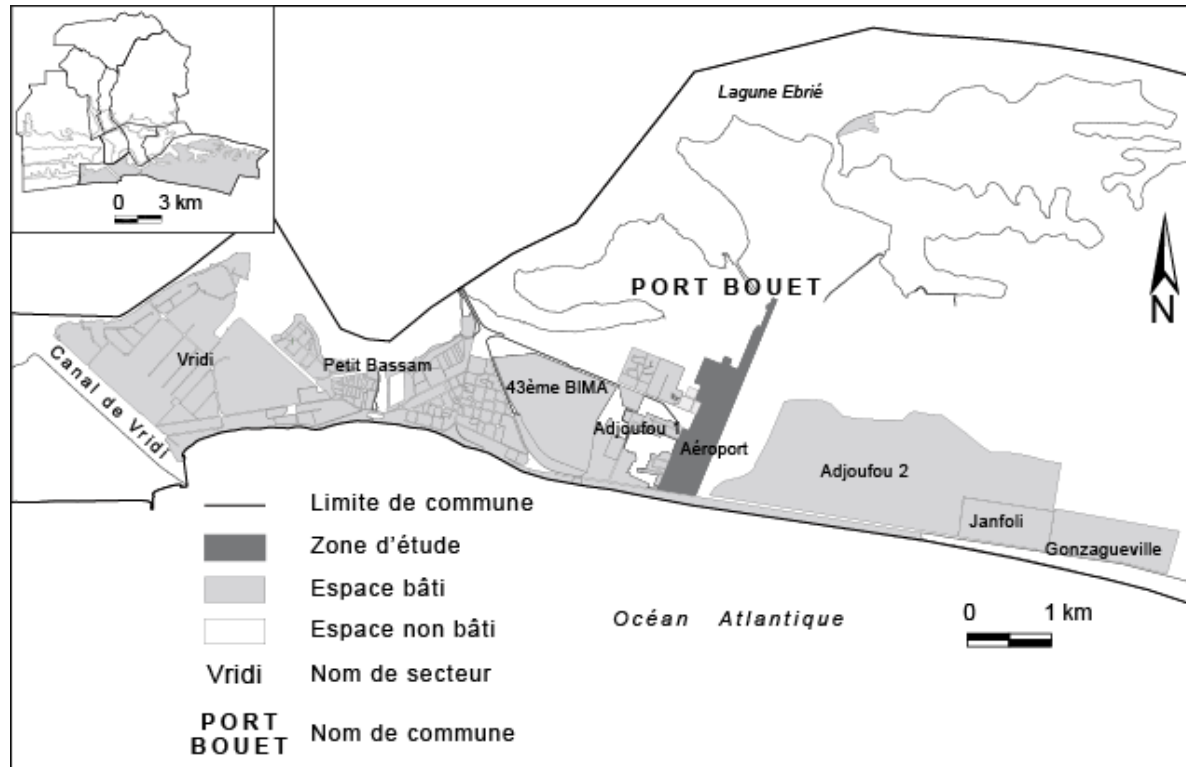 0 3 km
Lagune Ebrié
PORT BOUET
N
Vridi
Petit Bassam
43ème BIMA
Canal de Vridi
Adjoufou 1
Aéroport
Adjoufou 2
Janfoli
Gonzagueville
Limite de commune
Zone d'étude
Espace bâti
Espace non bâti
Vridi Nom de secteur
PORT
BOUET Nom de commune
Océan Atlantique
0 1 km